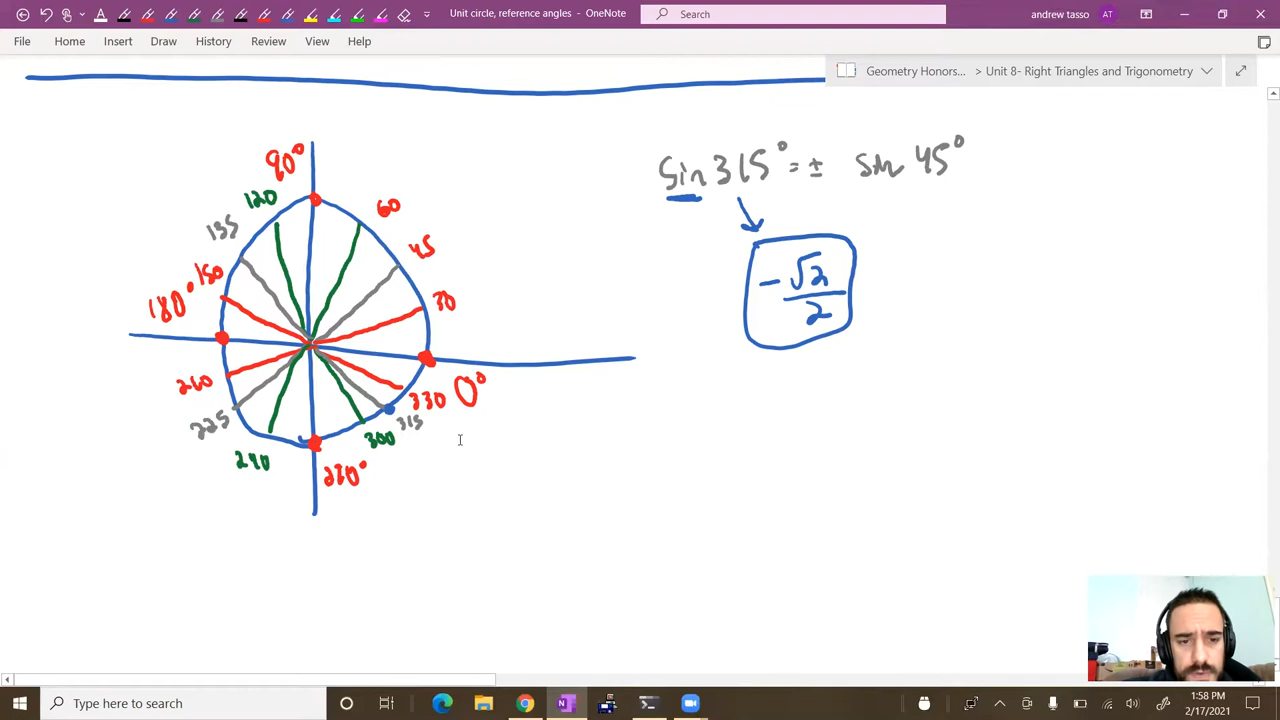 Unit circle, reference angles - OneNote
Search
andrew tasso
AT
File Home Insert Draw History Review View Help
Geometry Honors... > Unit 8- Right Triangles and Trigonometry
90°
120
60
135
45
150
180°
30
0°
260
330
225
315
300
240
230°
sin 315° = ± sin 45°
- √2
2
Type here to search
1:58 PM
2/17/2021